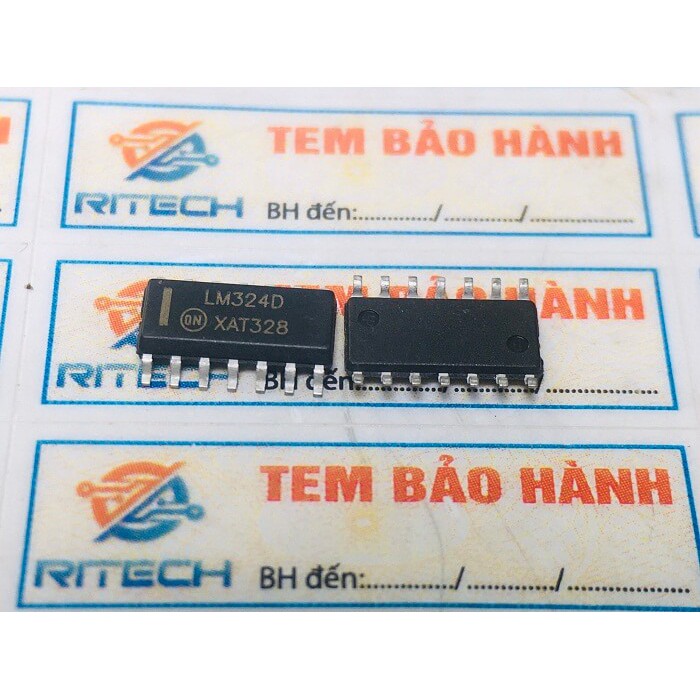 TEM BẢO HÀNH
RITECH
BH đến:............../............./.................
LM324D
ON XAT328
RITECH
BH đến:............/............./.................
TEM BẢO HÀNH
RITECH
BH đến:............../............./.................